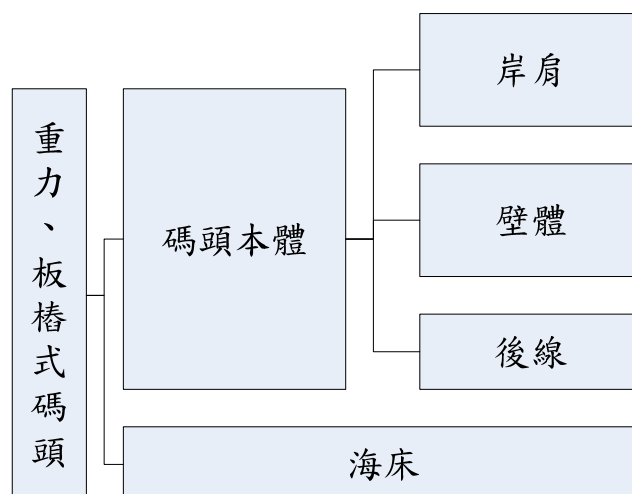 重力、板樁式碼頭
碼頭本體
岸肩
壁體
後線
海床